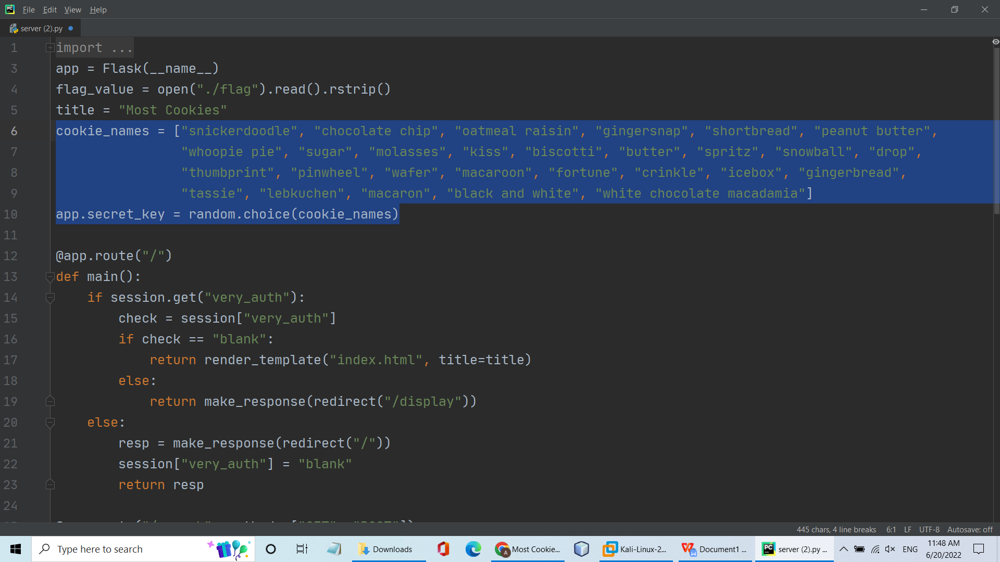 File Edit View Help
server (2).py
1 import ...
3 app = Flask(__name__)
4 flag_value = open("./flag").read().rstrip()
5 title = "Most Cookies"
6 cookie_names = ["snickerdoodle", "chocolate chip", "oatmeal raisin", "gingersnap", "shortbread", "peanut butter",
7 "whoopie pie", "sugar", "molasses", "kiss", "biscotti", "butter", "spritz", "snowball", "drop",
8 "thumbprint", "pinwheel", "wafer", "macaroon", "fortune", "crinkle", "icebox", "gingerbread",
9 "tassie", "lebkuchen", "macaron", "black and white", "white chocolate macadamia"]
10 app.secret_key = random.choice(cookie_names)
11
12 @app.route("/")
13 def main():
14 if session.get("very_auth"):
15 check = session["very_auth"]
16 if check == "blank":
17 return render_template("index.html", title=title)
18 else:
19 return make_response(redirect("/display"))
20 else:
21 resp = make_response(redirect("/"))
22 session["very_auth"] = "blank"
23 return resp
24
445 chars, 4 line breaks 6:1 LF UTF-8 Autosave: off
Type here to search Downloads Most Cookie... Kali-Linux-2... Document1 ... server (2).py ... ENG 11:48 AM
6/20/2022